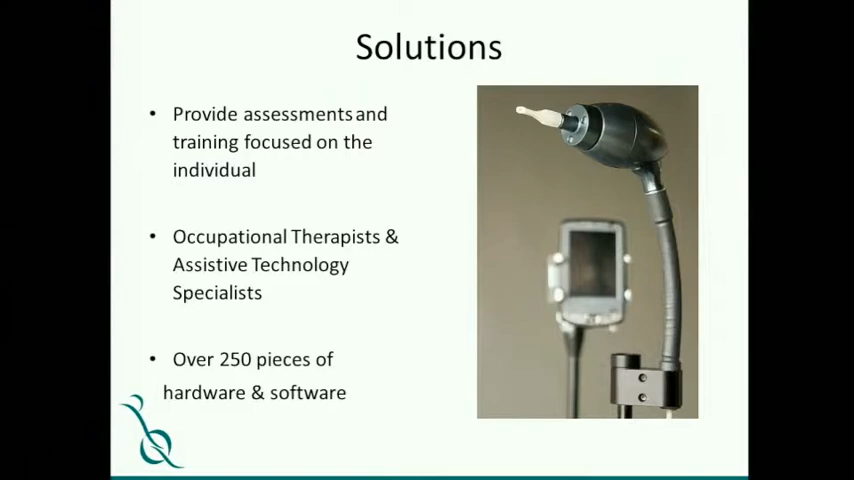 Solutions
• Provide assessments and
training focused on the
individual
• Occupational Therapists &
Assistive Technology
Specialists
• Over 250 pieces of
hardware & software